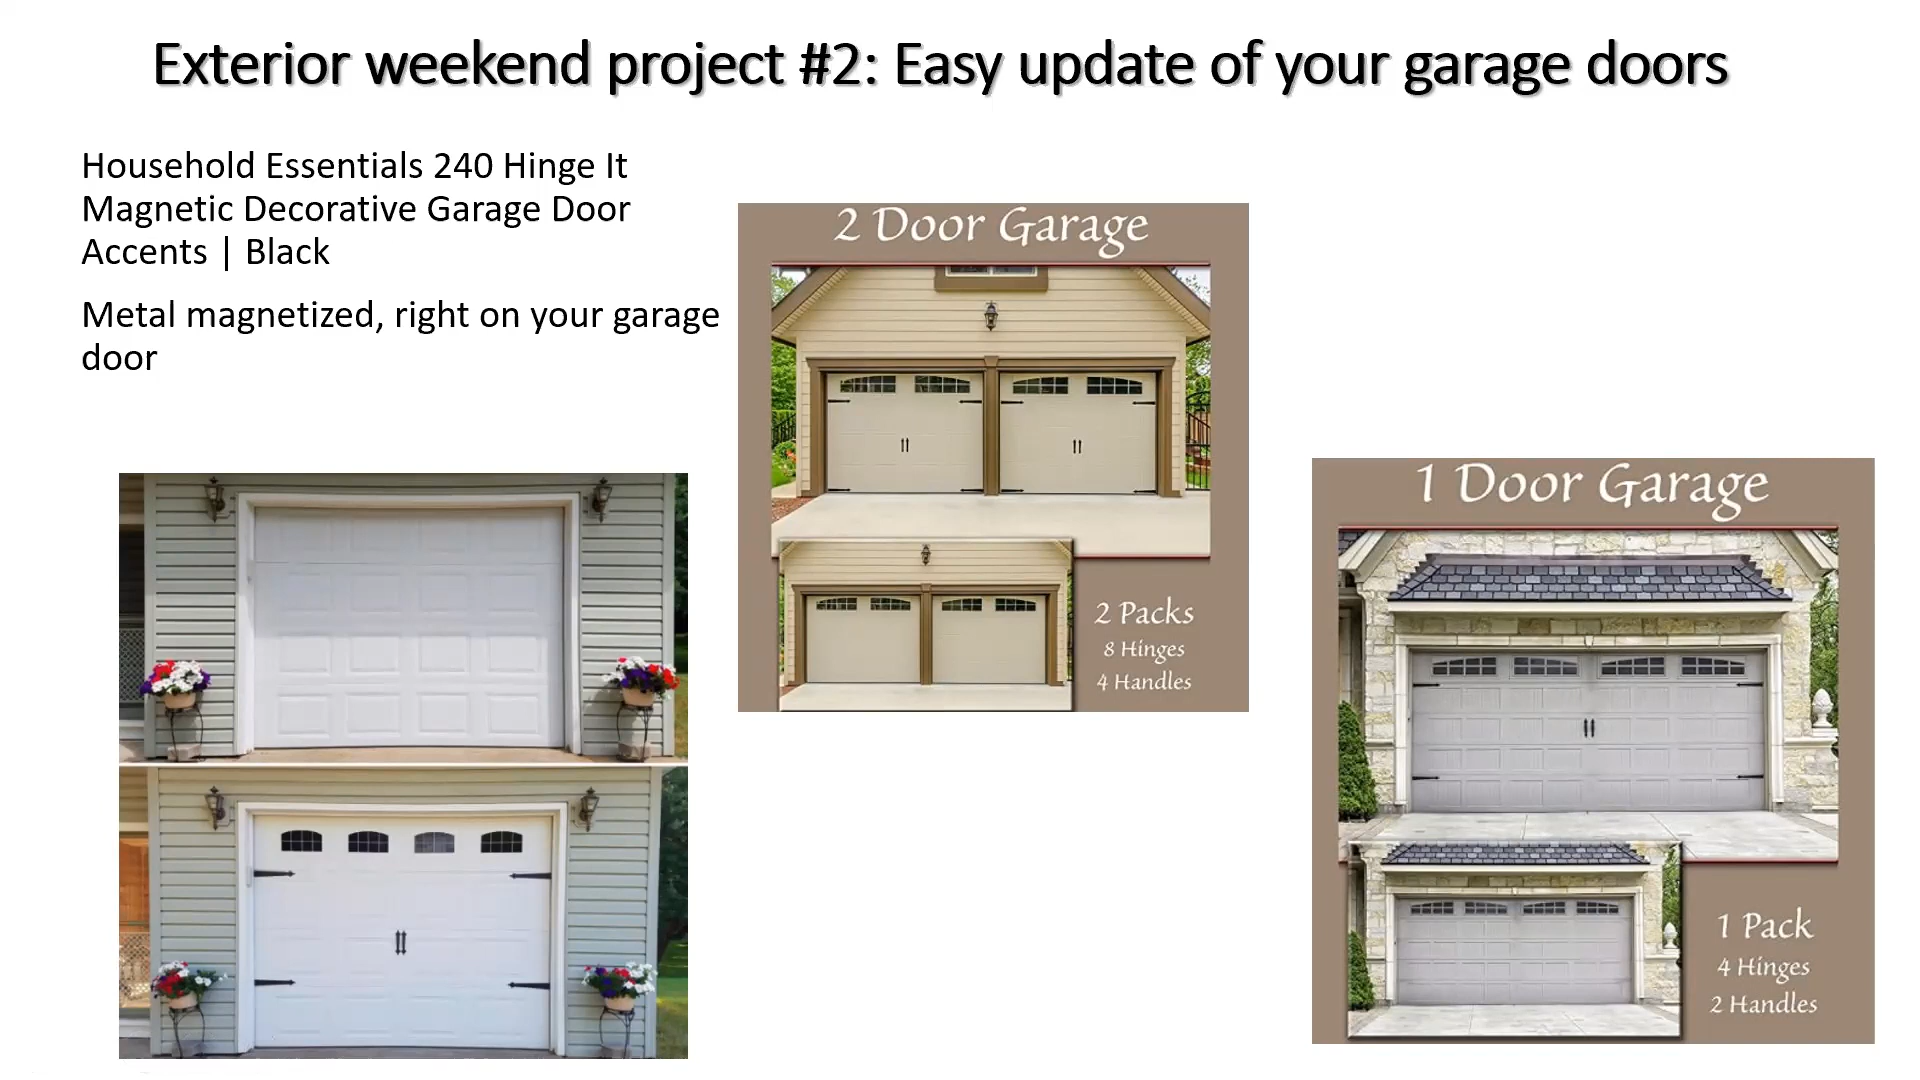 Exterior weekend project #2: Easy update of your garage doors
Household Essentials 240 Hinge It
Magnetic Decorative Garage Door
Accents | Black
Metal magnetized, right on your garage
door
2 Door Garage
2 Packs
8 Hinges
4 Handles
1 Door Garage
1 Pack
4 Hinges
2 Handles